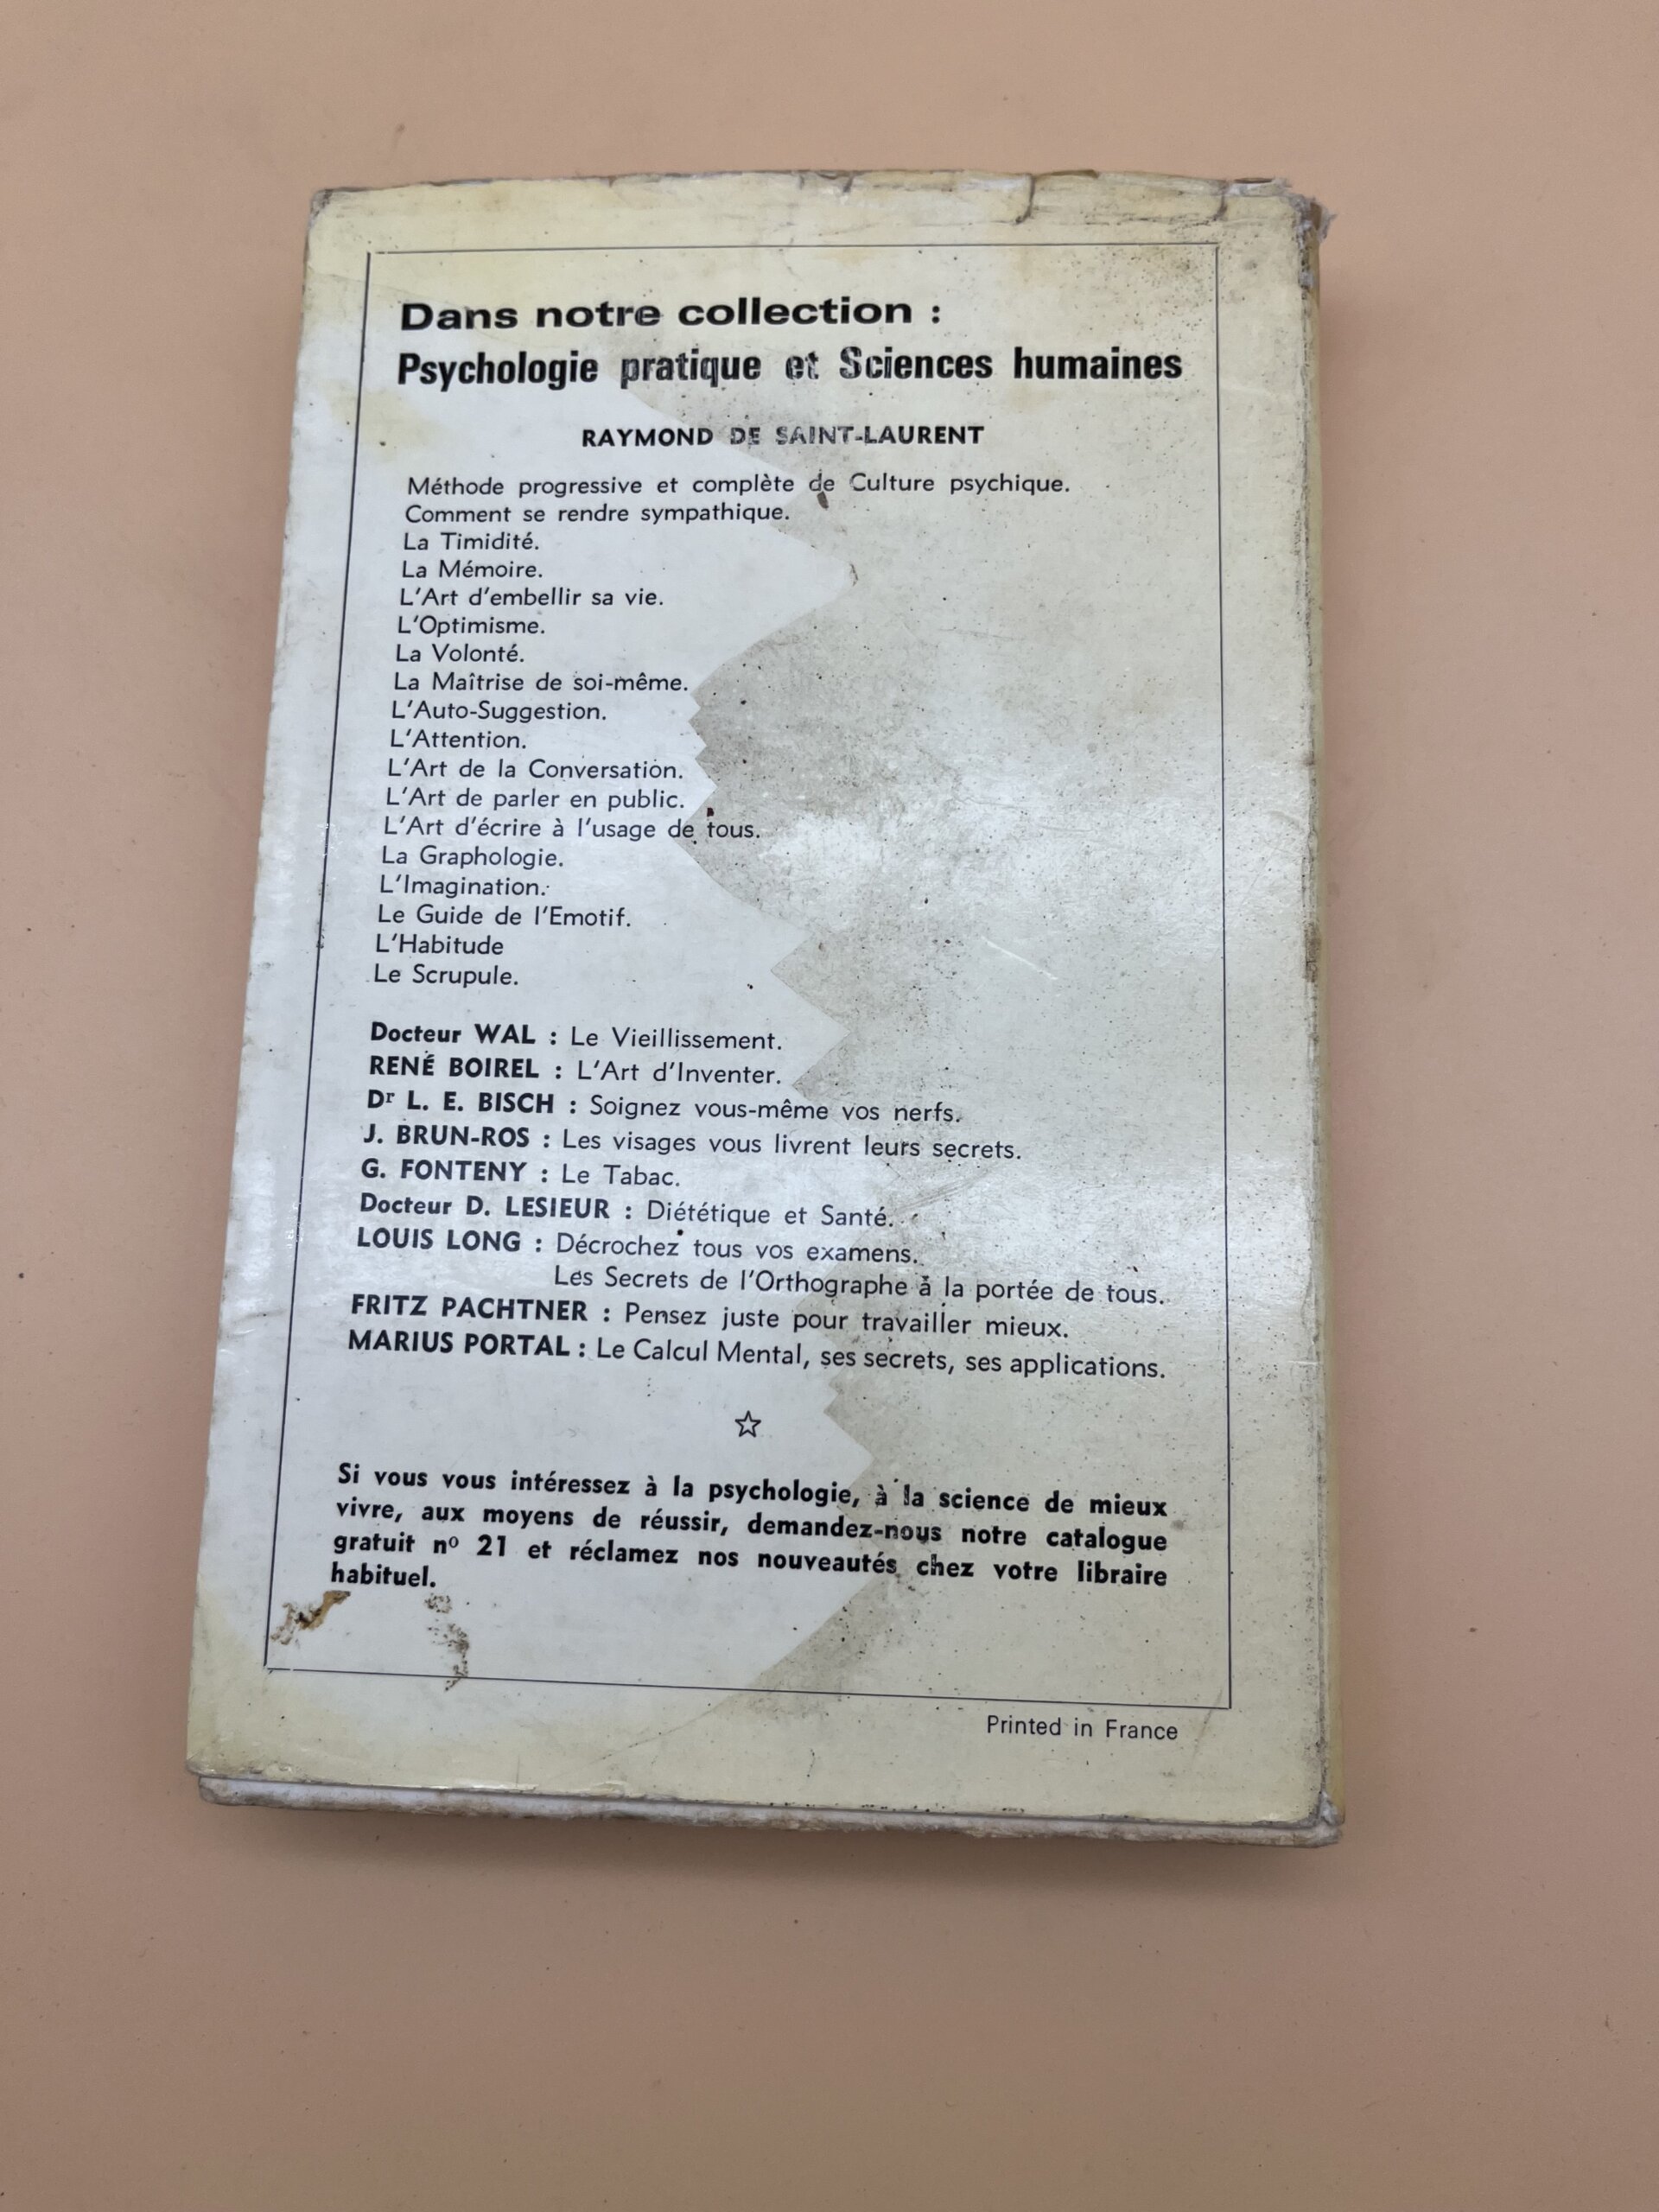 Dans notre collection :
Psychologie pratique et Sciences humaines
RAYMOND DE SAINT-LAURENT
Méthode progressive et complète de Culture psychique.
Comment se rendre sympathique.
La Timidité.
La Mémoire.
L'Art d'embellir sa vie.
L'Optimisme.
La Volonté.
La Maîtrise de soi-même.
L'Auto-Suggestion.
L'Attention.
L'Art de la Conversation.
L'Art de parler en public.
L'Art d'écrire à l'usage de tous.
La Graphologie.
L'Imagination.
Le Guide de l'Emotif.
L'Habitude
Le Scrupule.
Docteur WAL : Le Vieillissement.
RENÉ BOIREL : L'Art d'Inventer.
Dr L. E. BISCH : Soignez vous-même vos nerfs.
J. BRUN-ROS : Les visages vous livrent leurs secrets.
G. FONTENY : Le Tabac.
Docteur D. LESIEUR : Diététique et Santé.
LOUIS LONG : Décrochez tous vos examens.
Les Secrets de l'Orthographe à la portée de tous.
FRITZ PACHTNER : Pensez juste pour travailler mieux.
MARIUS PORTAL : Le Calcul Mental, ses secrets, ses applications.
Si vous vous intéressez à la psychologie, à la science de mieux
vivre, aux moyens de réussir, demandez-nous notre catalogue
gratuit nº 21 et réclamez nos nouveautés chez votre libraire
habituel.
Printed in France